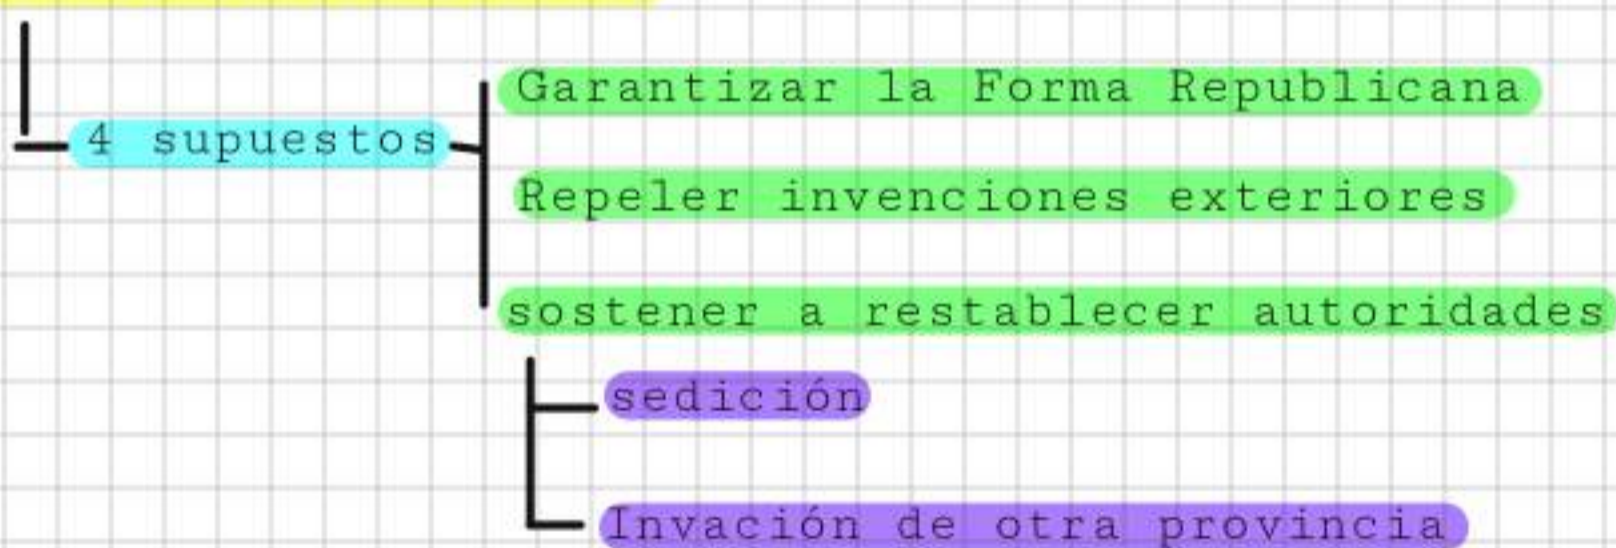 Garantizar la Forma Republicana
4 supuestos
Repeler invenciones exteriores
sostener a restablecer autoridades
sedición
Invación de otra provincia